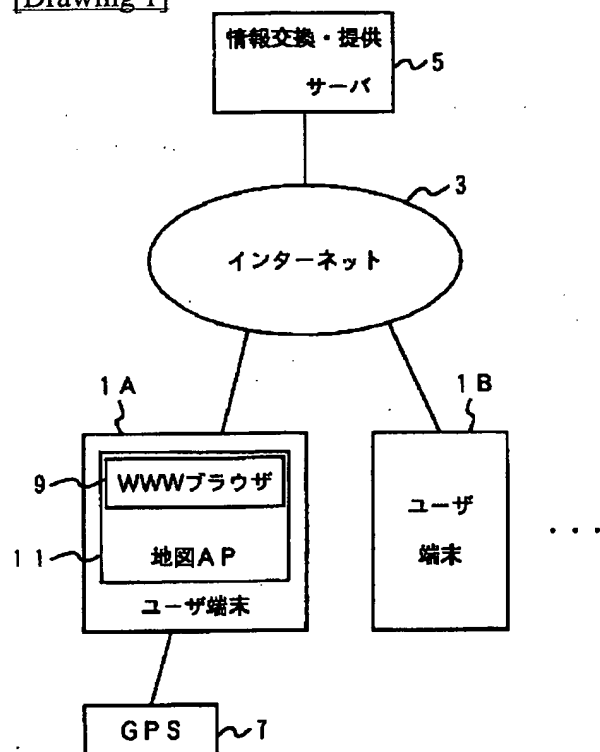 [Drawing 1]
情報交換・提供
サーバ
5
3
インターネット
1A
1B
9
WWWブラウザ
11
地図AP
ユーザ端末
ユーザ
端末
・・・
GPS
7